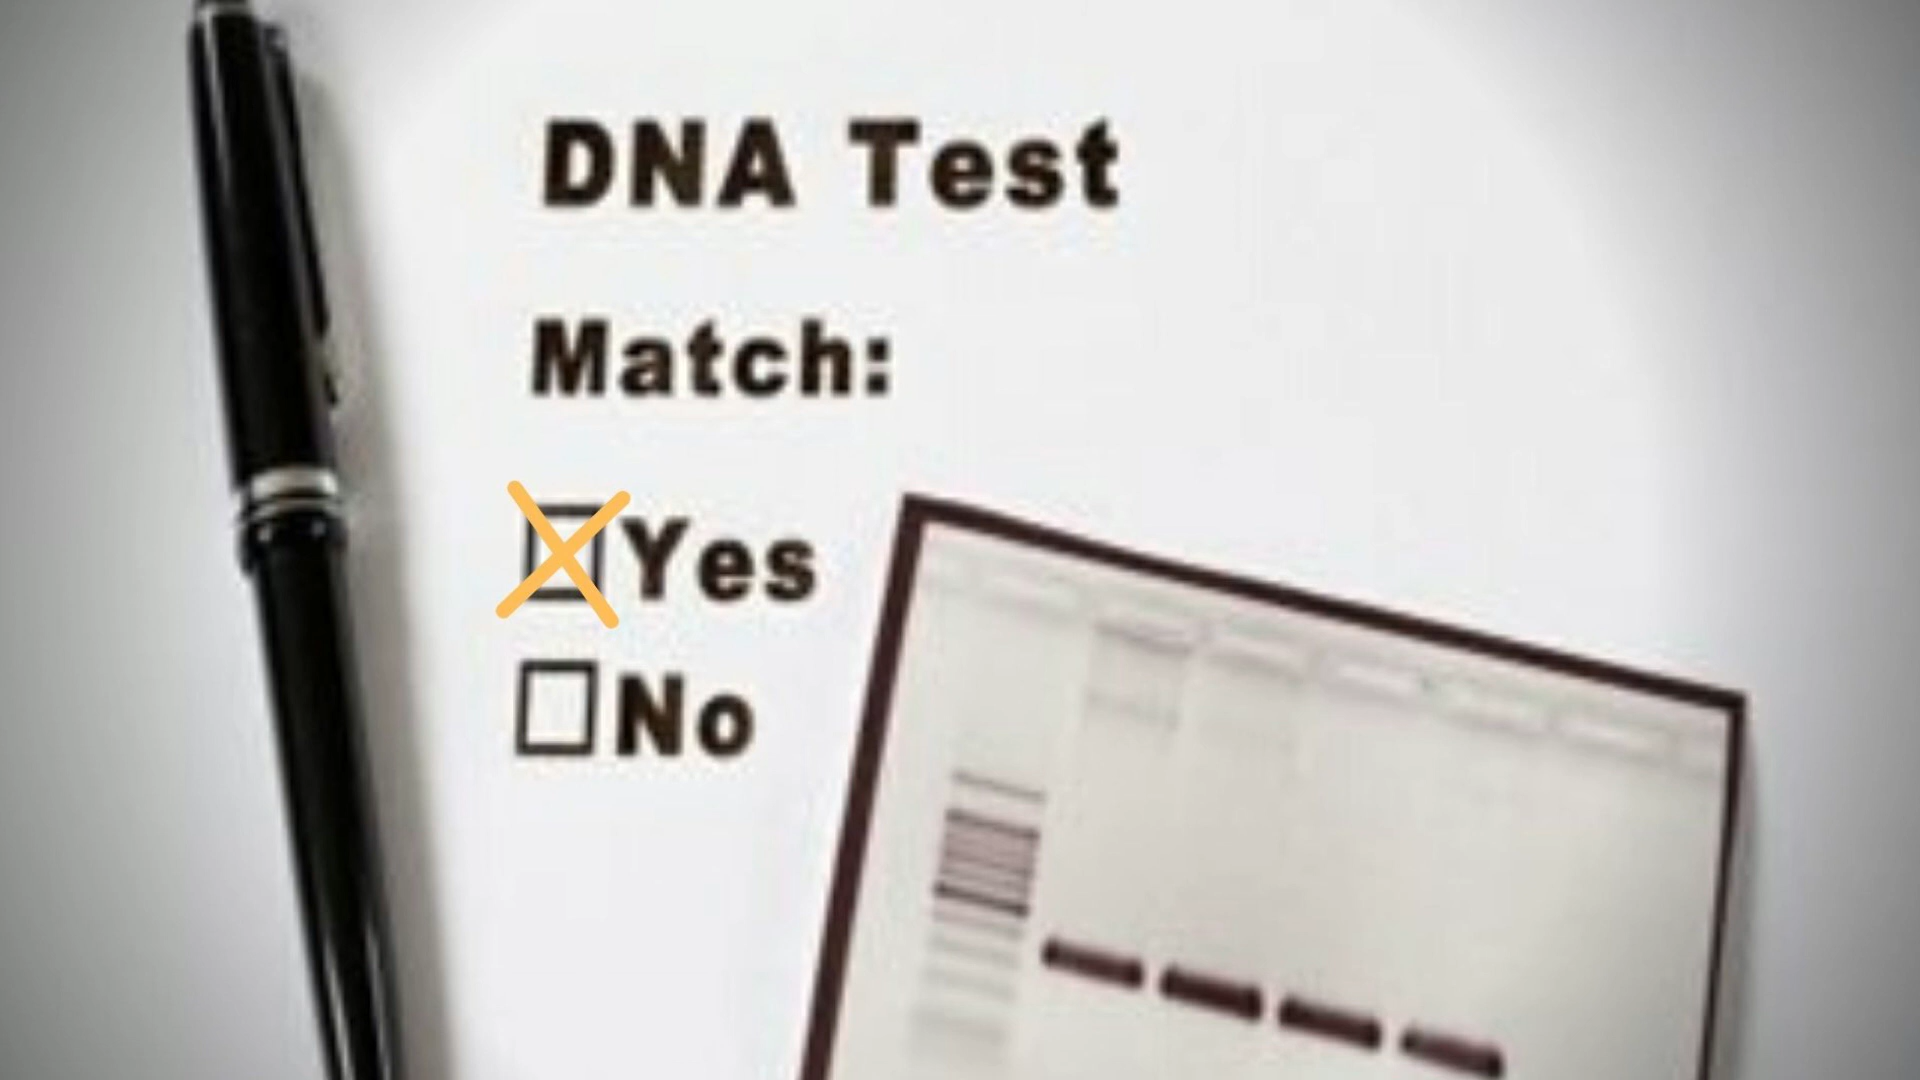 DNA Test
Match:
☒Yes
☐No